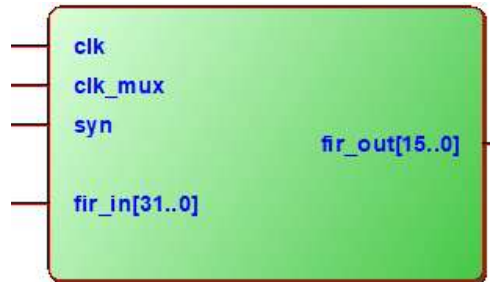 clk
clk_mux
syn
fir_out[15..0]
fir_in[31..0]